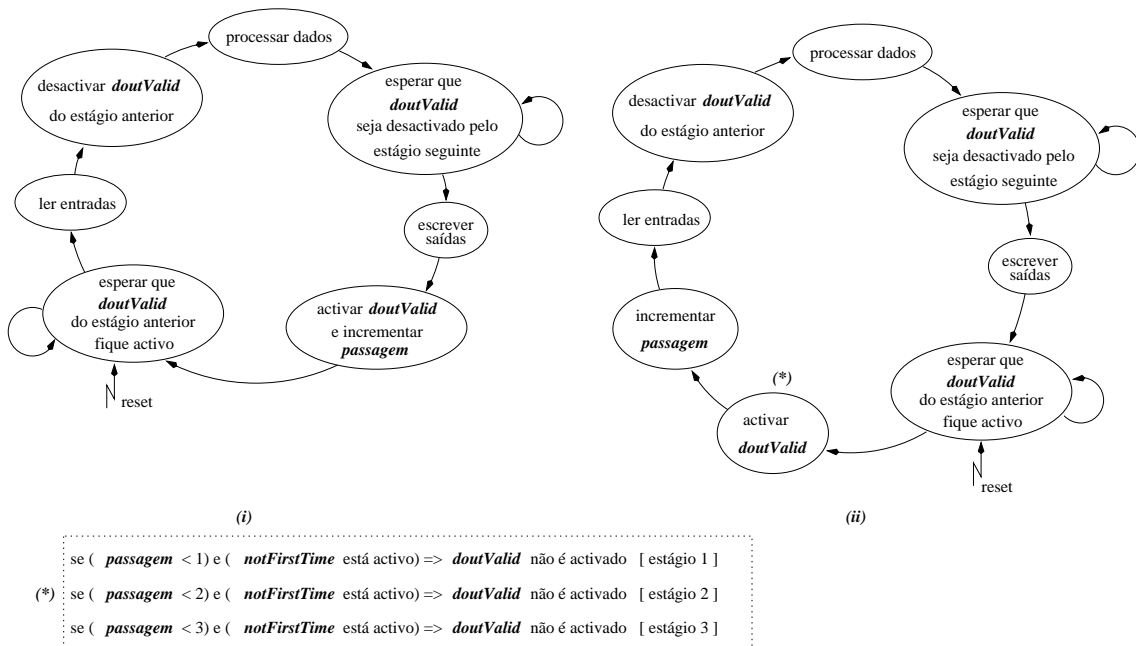 processar dados
desactivar doutValid
do estágio anterior
esperar que
doutValid
seja desactivado pelo
estágio seguinte
ler entradas
escrever
saídas
esperar que
doutValid
do estágio anterior
fique activo
activar doutValid
e incrementar
passagem
reset
(i)
processar dados
desactivar doutValid
do estágio anterior
esperar que
doutValid
seja desactivado pelo
estágio seguinte
ler entradas
escrever
saídas
incrementar
passagem
esperar que
doutValid
do estágio anterior
fique activo
(*)
activar
doutValid
reset
(ii)
se ( passagem < 1) e ( notFirstTime está activo) => doutValid não é activado [ estágio 1 ]
(*) se ( passagem < 2) e ( notFirstTime está activo) => doutValid não é activado [ estágio 2 ]
se ( passagem < 3) e ( notFirstTime está activo) => doutValid não é activado [ estágio 3 ]